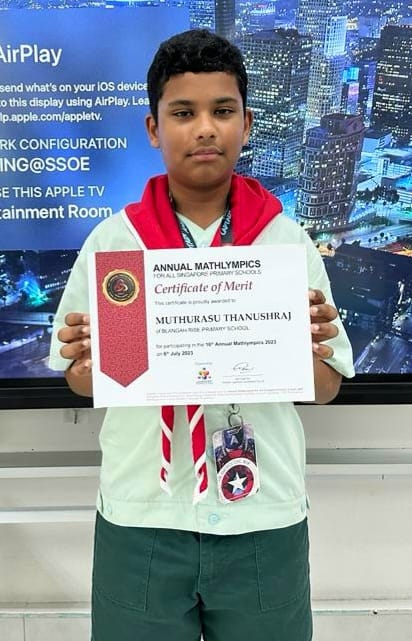 AirPlay
send what's on your iOS device
to this display using AirPlay. Lea
lp.apple.com/appletv.
RK CONFIGURATION
ING@SSOE
SE THIS APPLE TV
tainment Room
ANNUAL MATHLYMPICS
FOR ALL SINGAPORE PRIMARY SCHOOLS
Certificate of Merit
This certificate is proudly awarded to
MUTHURASU THANUSHRAJ
of BLANGAH RISE PRIMARY SCHOOL
for participating in the 16th Annual Mathlympics 2023
on 8th July 2023